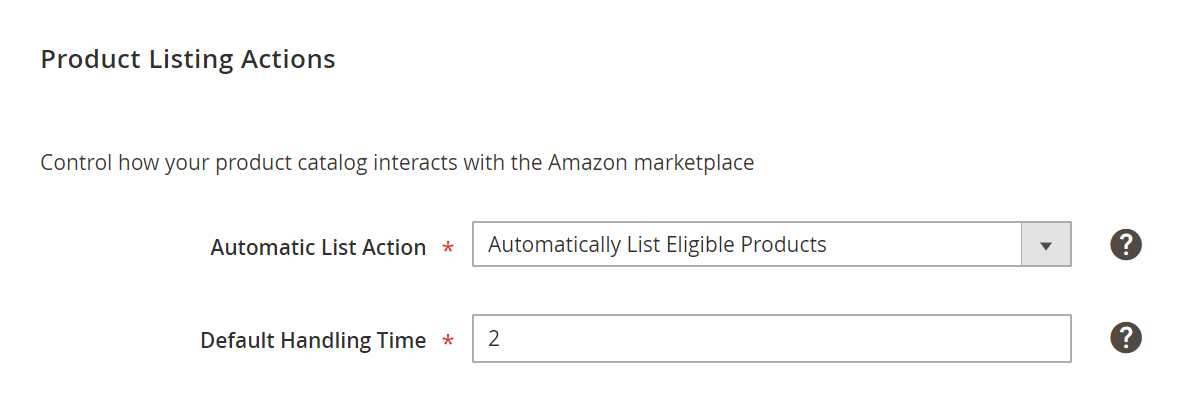 Product Listing Actions
Control how your product catalog interacts with the Amazon marketplace
Automatic List Action * Automatically List Eligible Products ?
Default Handling Time * 2 ?